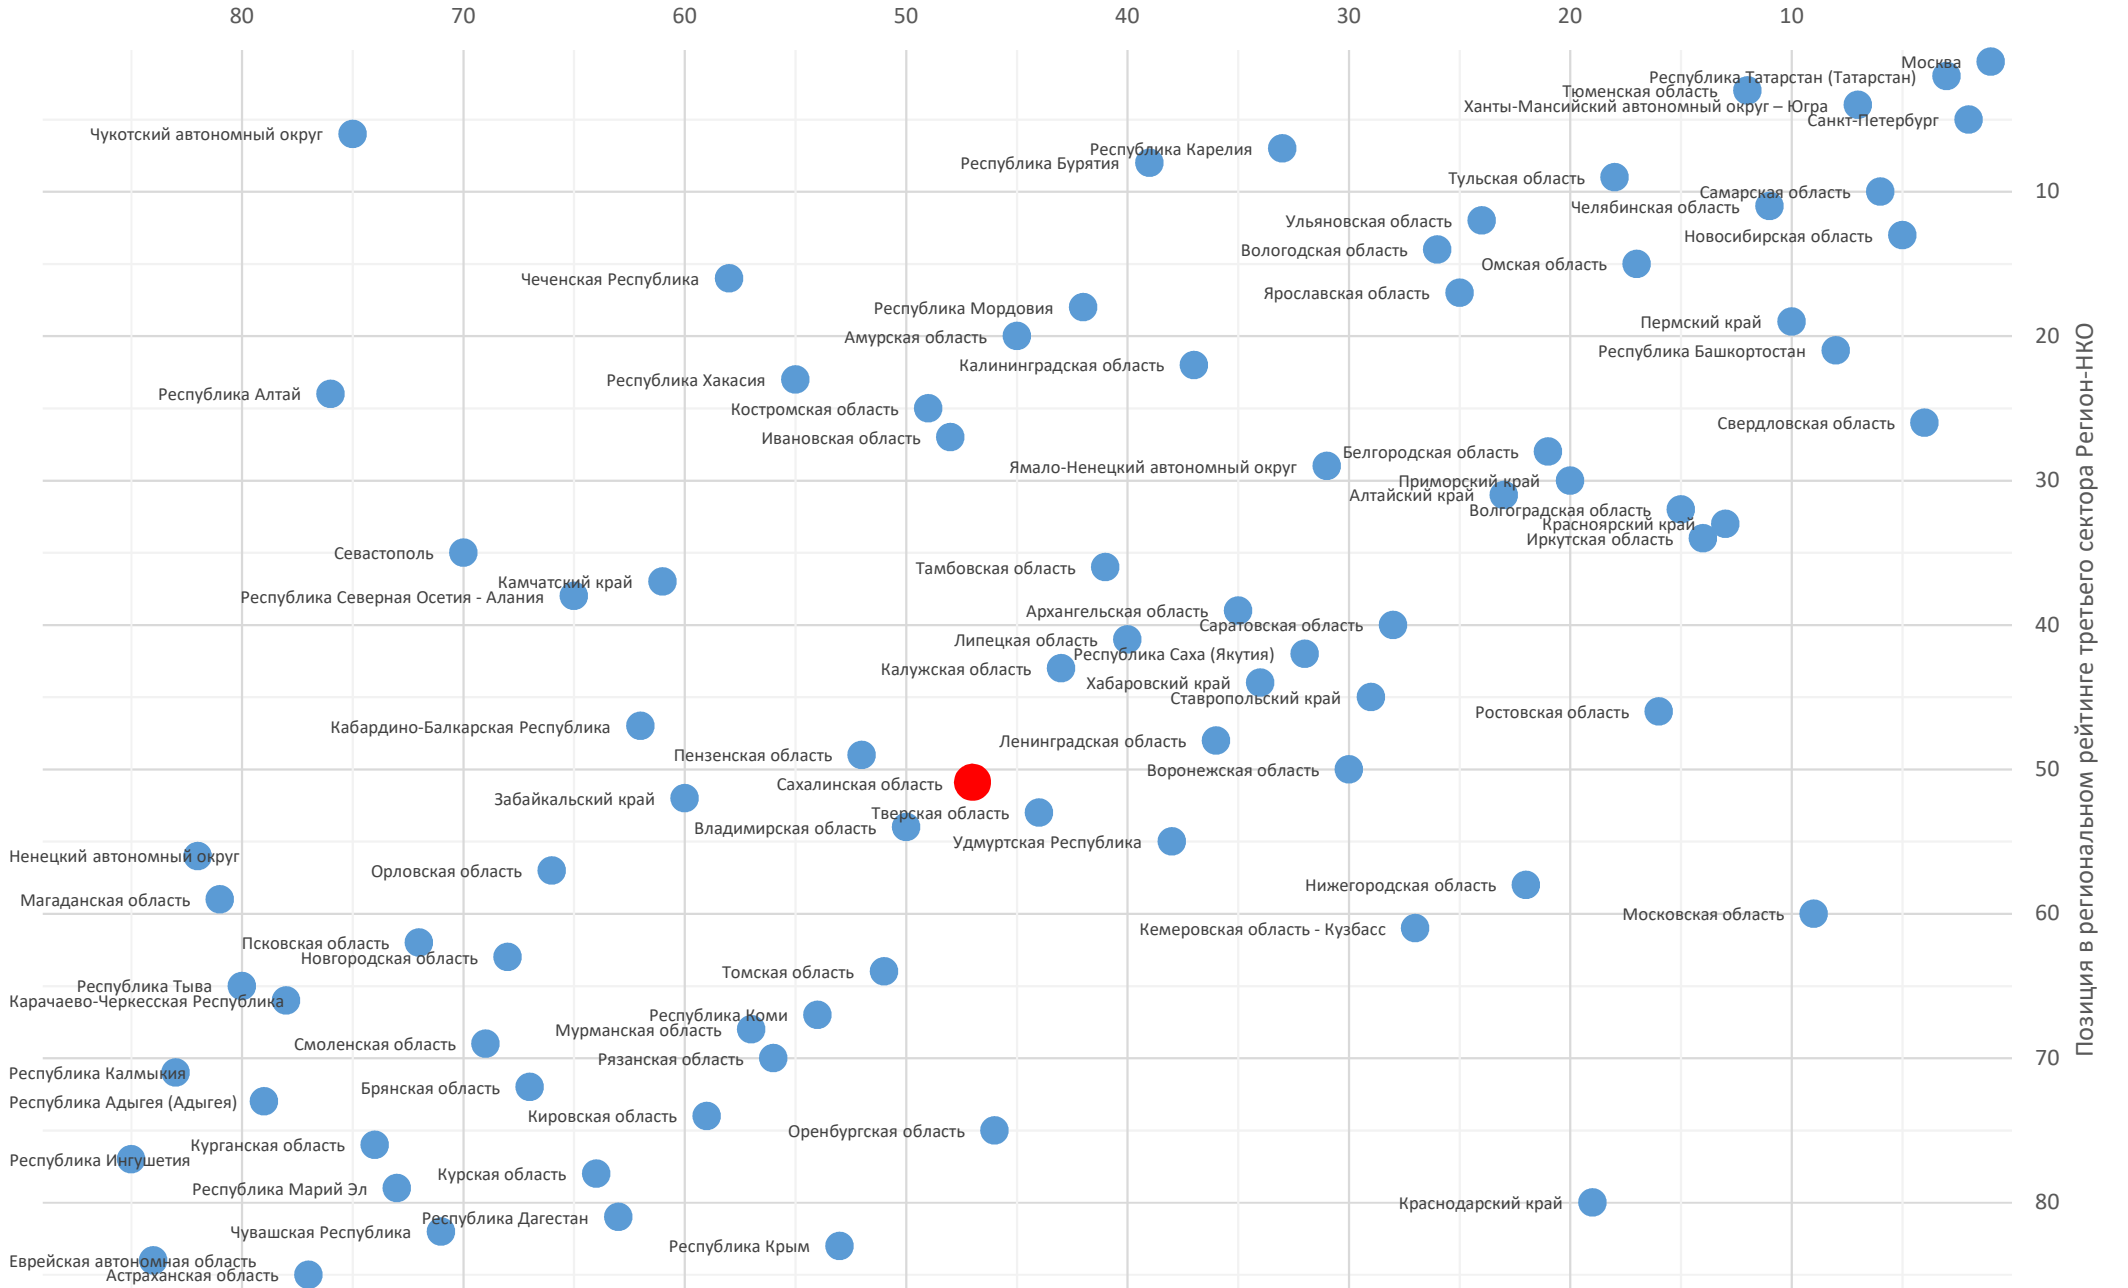 80 70 60 50 40 30 20 10
Москва
Республика Татарстан (Татарстан)
Тюменская область
Ханты-Мансийский автономный округ – Югра
Санкт-Петербург
Чукотский автономный округ
Республика Карелия
Республика Бурятия
Тульская область
Самарская область
10
Челябинская область
Ульяновская область
Новосибирская область
Вологодская область
Омская область
Чеченская Республика
Ярославская область
Республика Мордовия
Пермский край
Амурская область
20
Республика Башкортостан
Калининградская область
Республика Хакасия
Республика Алтай
Костромская область
Свердловская область
Ивановская область
Белгородская область
Ямало-Ненецкий автономный округ
Приморский край
30
Алтайский край
Волгоградская область
Красноярский край
Иркутская область
Севастополь
Тамбовская область
Камчатский край
Республика Северная Осетия - Алания
Архангельская область
Саратовская область
40
Липецкая область
Республика Саха (Якутия)
Калужская область
Хабаровский край
Ставропольский край
Ростовская область
Кабардино-Балкарская Республика
Ленинградская область
Пензенская область
Воронежская область
50
Сахалинская область
Забайкальский край
Тверская область
Владимирская область
Удмуртская Республика
Ненецкий автономный округ
Орловская область
Нижегородская область
Магаданская область
Московская область
60
Кемеровская область - Кузбасс
Псковская область
Новгородская область
Томская область
Республика Тыва
Карачаево-Черкесская Республика
Республика Коми
Мурманская область
Смоленская область
Рязанская область
70
Республика Калмыкия
Брянская область
Республика Адыгея (Адыгея)
Кировская область
Оренбургская область
Курганская область
Республика Ингушетия
Курская область
Республика Марий Эл
Краснодарский край
80
Республика Дагестан
Чувашская Республика
Республика Крым
Еврейская автономная область
Астраханская область
Позиция в региональном рейтинге третьего сектора Регион-НКО